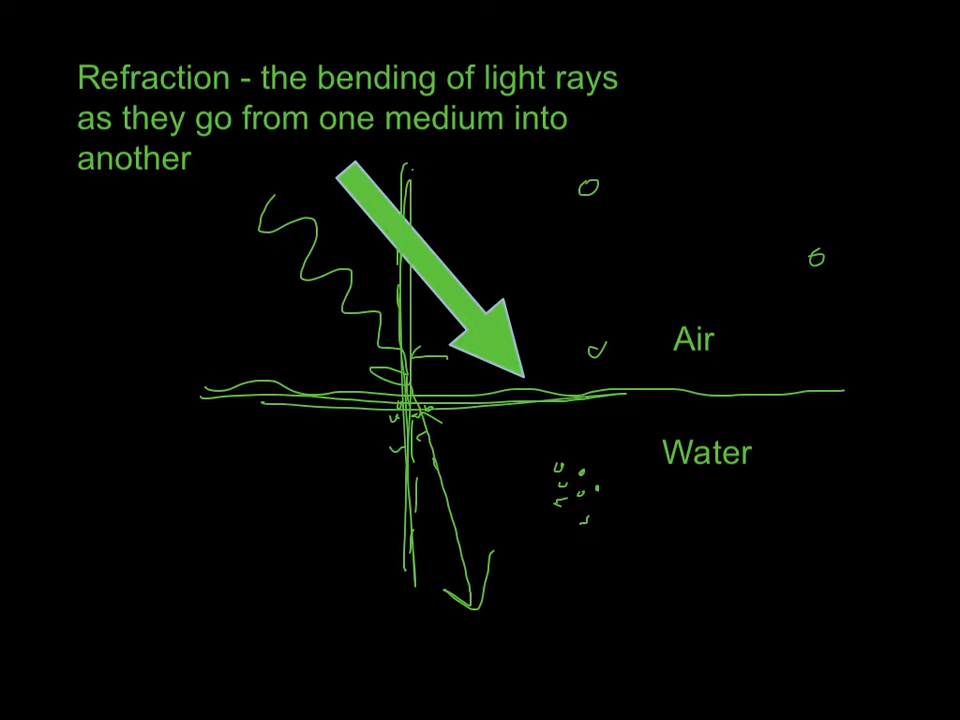 Refraction - the bending of light rays
as they go from one medium into
another
Air
Water